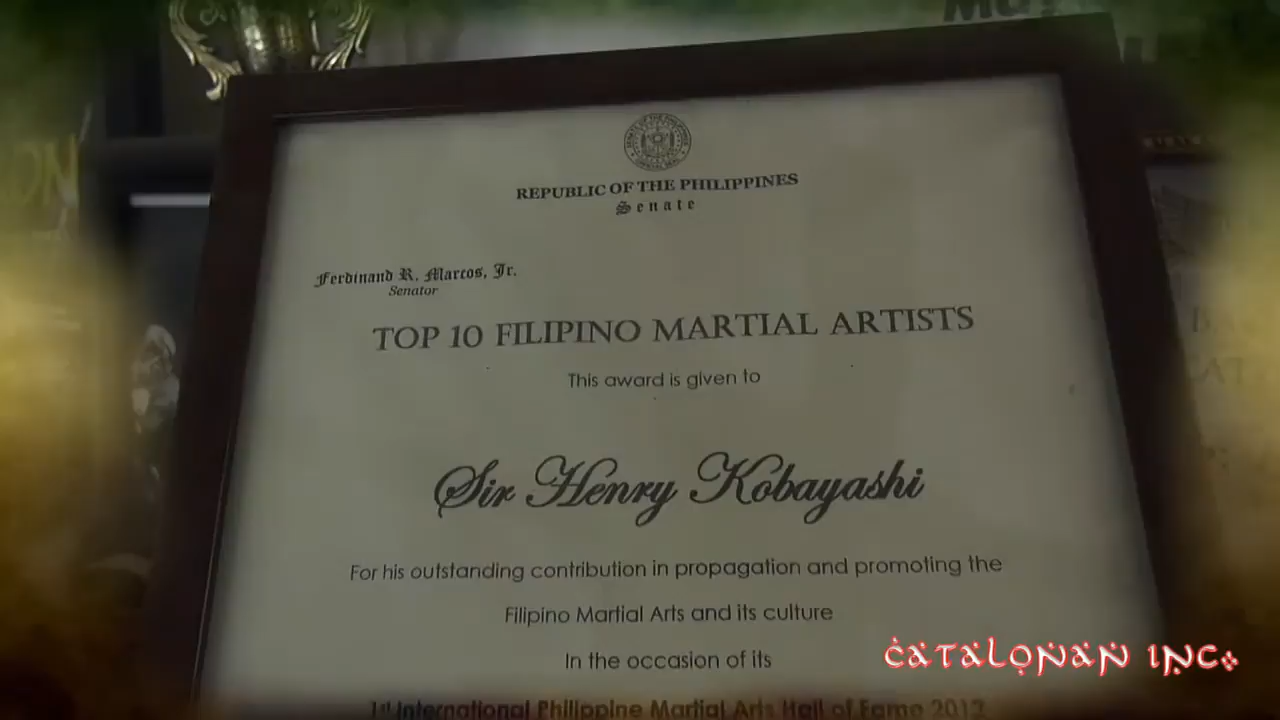 REPUBLIC OF THE PHILIPPINES
Senate
Ferdinand R. Marcos, Jr.
Senator
TOP 10 FILIPINO MARTIAL ARTISTS
This award is given to
Sir Henry Kobayashi
For his outstanding contribution in propagation and promoting the
Filipino Martial Arts and its culture
In the occasion of its
1st International Philippine Martial Arts Hall of Fame 2012
CATALONAN INC.